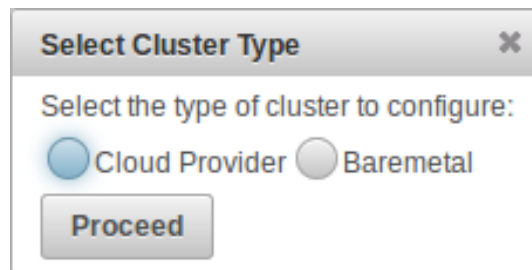 Select Cluster Type
Select the type of cluster to configure:
Cloud Provider Baremetal
Proceed